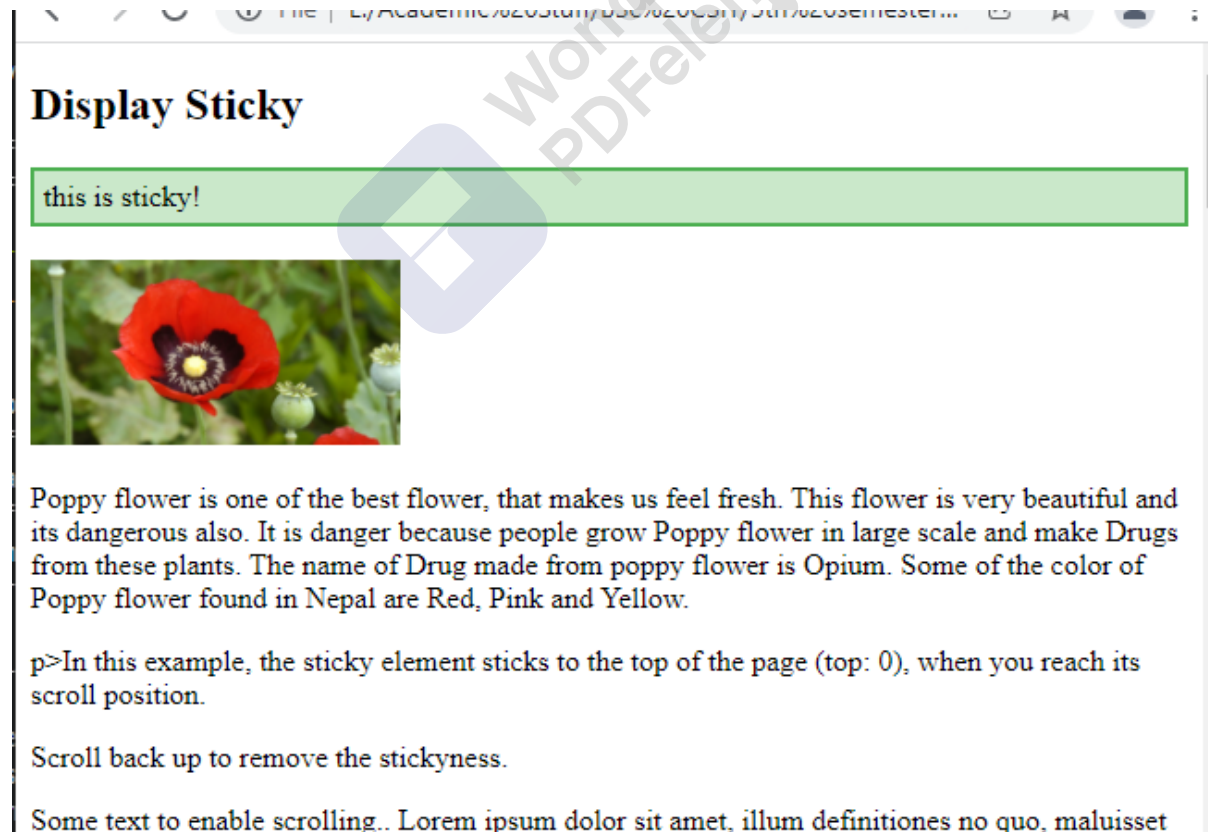 Display Sticky
this is sticky!
Poppy flower is one of the best flower, that makes us feel fresh. This flower is very beautiful and
its dangerous also. It is danger because people grow Poppy flower in large scale and make Drugs
from these plants. The name of Drug made from poppy flower is Opium. Some of the color of
Poppy flower found in Nepal are Red, Pink and Yellow.
p>In this example, the sticky element sticks to the top of the page (top: 0), when you reach its
scroll position.
Scroll back up to remove the stickyness.
Some text to enable scrolling.. Lorem ipsum dolor sit amet, illum definitiones no quo, maluisset